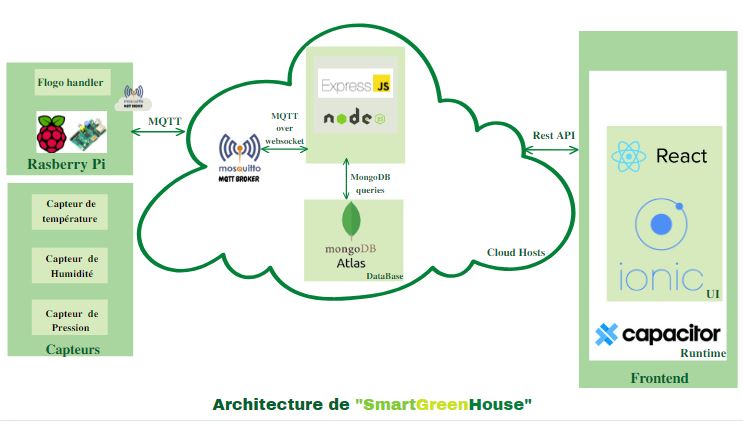 Flogo handler
mosquitto
MQTT BROKER
Rasberry Pi
MQTT
Capteur de
température
Capteur de
Humidité
Capteur de
Pression
Capteurs
mosquitto
MQTT BROKER
MQTT
over
websocket
Express JS
node JS
MongoDB
queries
mongoDB
Atlas
DataBase
Cloud Hosts
Rest API
React
ionic
UI
capacitor
Runtime
Frontend
Architecture de "SmartGreenHouse"